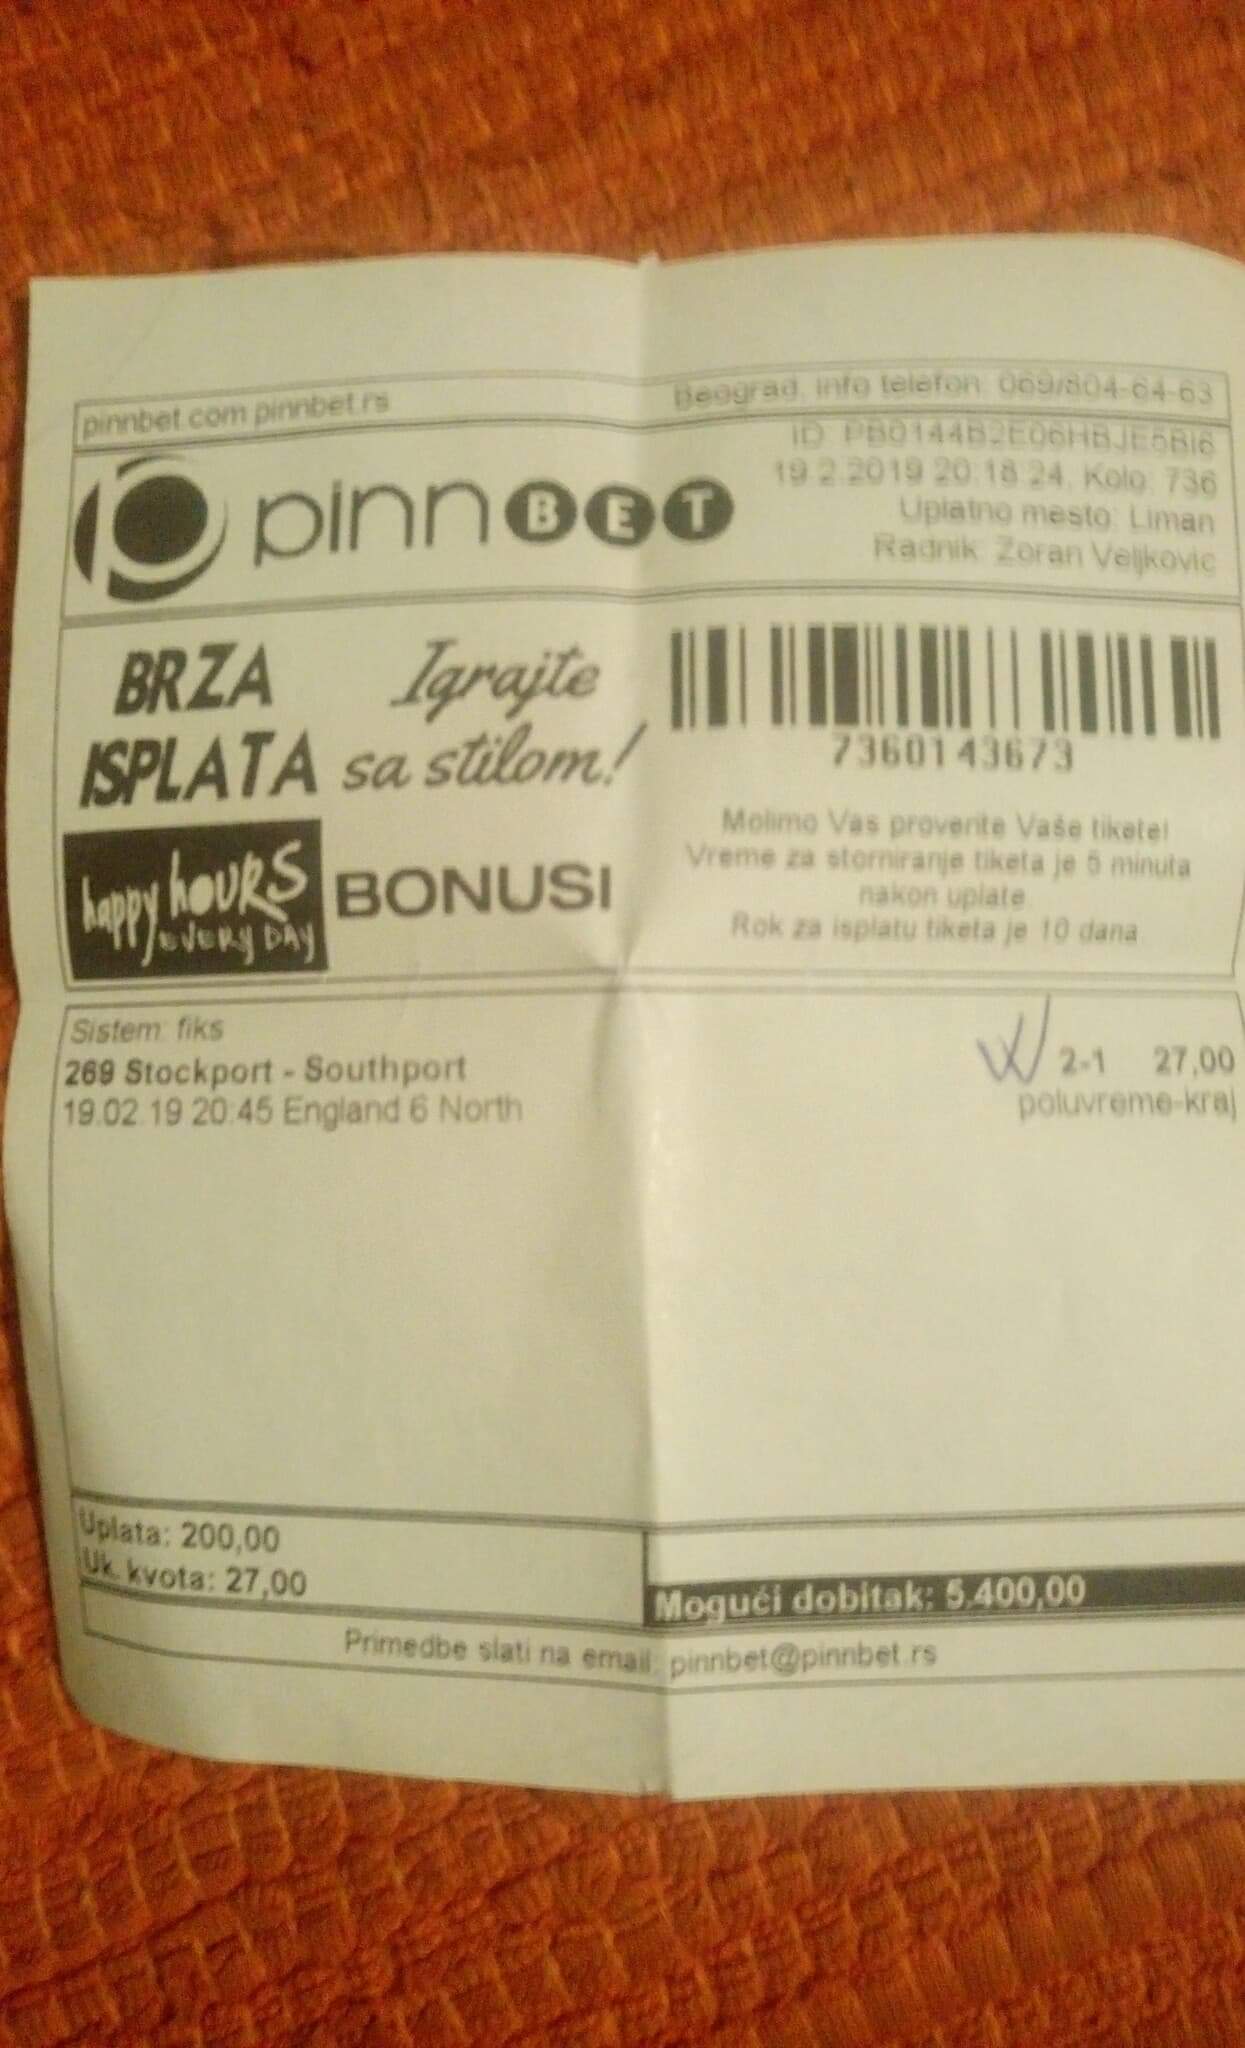 pinnbet.com pinnbet.rs
Beograd, info telefon: 069/804-64-63
ID: PB0144B2E06HBJE5BI6
pinnBET
19.2.2019 20:18:24, Kolo: 736
Uplatno mesto: Liman
Radnik: Zoran Veljkovic
BRZA
ISPLATA
Igrajte
sa stilom!
happy hours
EVERY DAY
BONUSI
7360143673
Molimo Vas proverite Vaše tikete!
Vreme za storniranje tiketa je 5 minuta
nakon uplate.
Rok za isplatu tiketa je 10 dana.
Sistem: fiks
269 Stockport - Southport
W 2-1 27,00
19.02.19 20:45 England 6 North
poluvreme-kraj
Uplata: 200,00
Uk. kvota: 27,00
Mogući dobitak: 5.400,00
Primedbe slati na email: pinnbet@pinnbet.rs